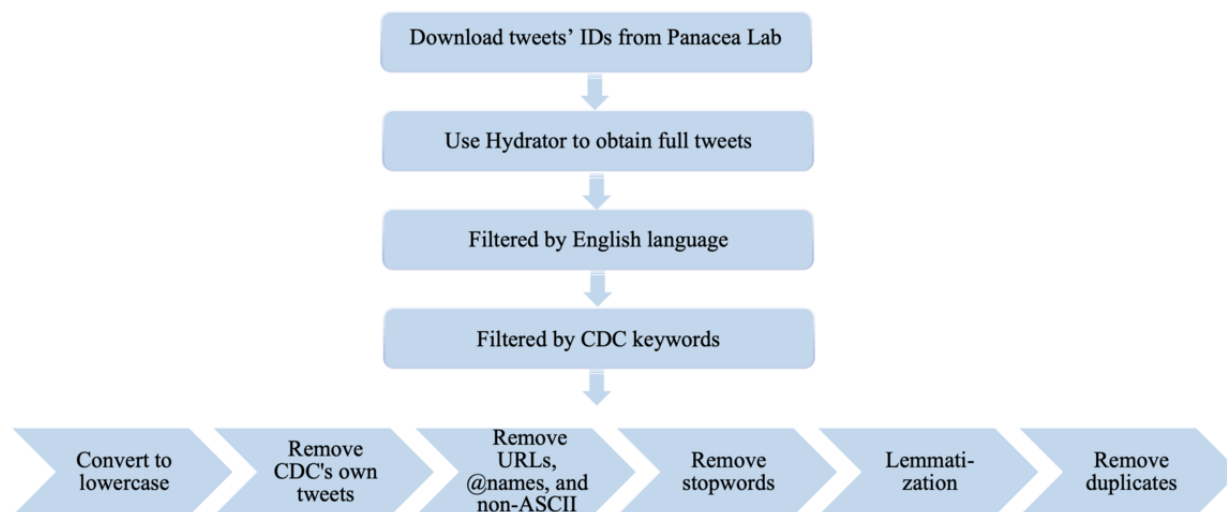 Download tweets’ IDs from Panacea Lab
Use Hydrator to obtain full tweets
Filtered by English language
Filtered by CDC keywords
Convert to
lowercase
Remove
CDC's own
tweets
Remove
URLs,
@names, and
non-ASCII
Remove
stopwords
Lemmati-
zation
Remove
duplicates